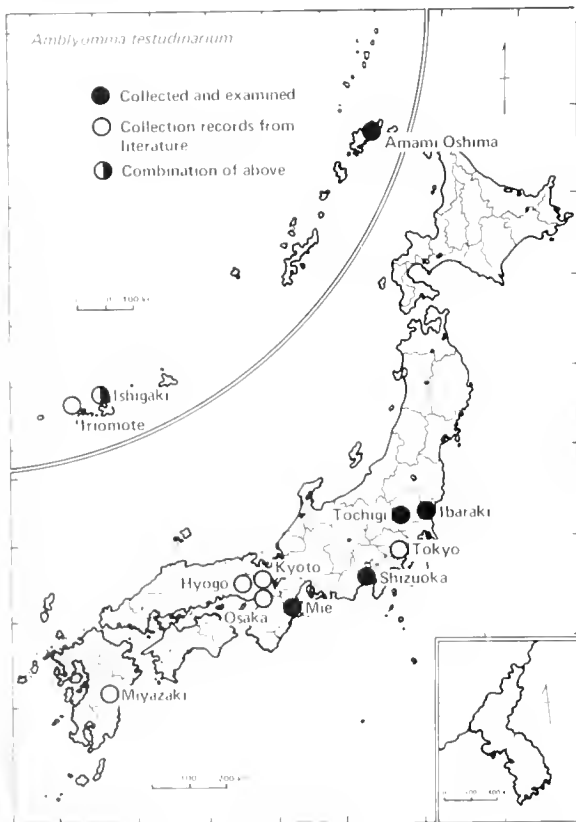 Amblyomma testudinarium
Collected and examined
Collection records from
literature
Combination of above
Amami Oshima
Ishigaki
Iriomote
Tochigi
Ibaraki
Tokyo
Kyoto
Hyogo
Shizuoka
Osaka
Mie
Miyazaki